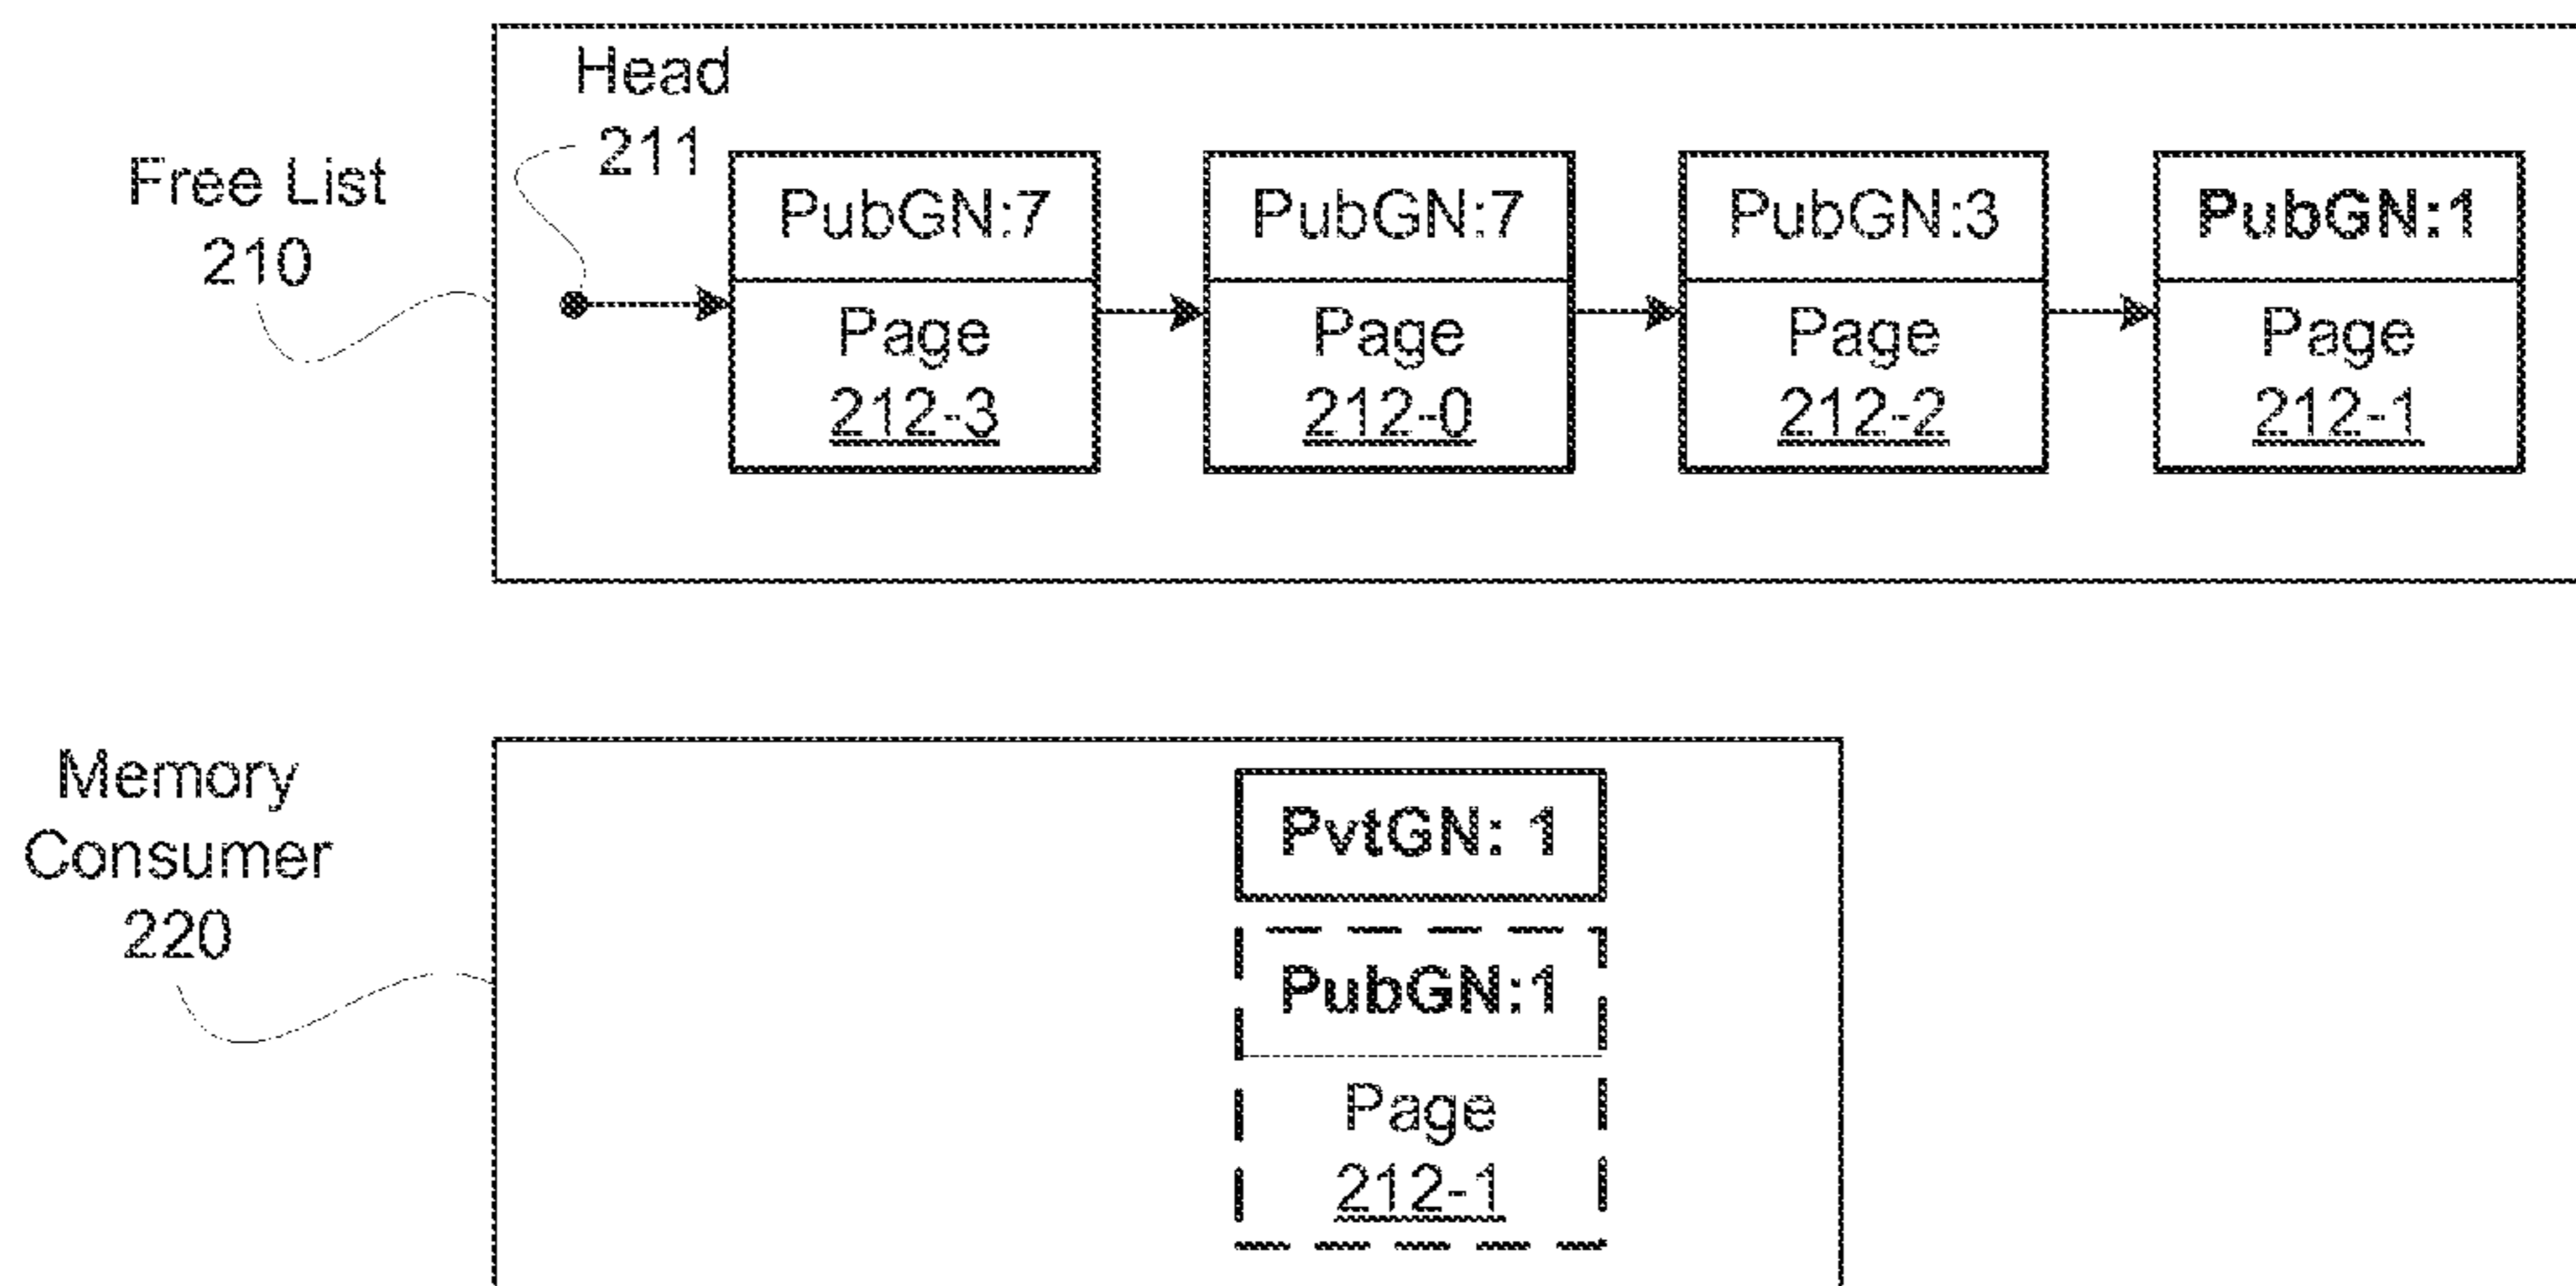 Head
211
Free List
210
PubGN:7
Page
212-3
PubGN:7
Page
212-0
PubGN:3
Page
212-2
PubGN:1
Page
212-1
Memory
Consumer
220
PvtGN: 1
PubGN:1
Page
212-1